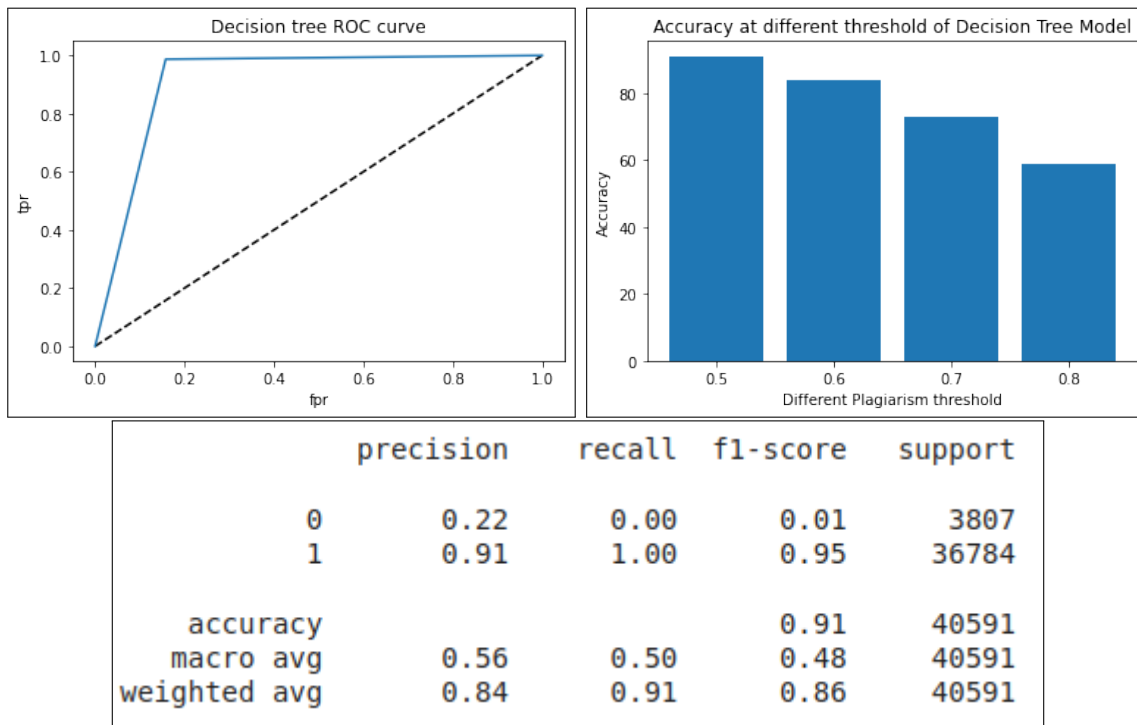 Decision tree ROC curve
1.0
0.8
0.6
0.4
0.2
0.0
tpr
0.0 0.2 0.4 0.6 0.8 1.0
fpr
Accuracy at different threshold of Decision Tree Model
80
60
40
20
0
Accuracy
0.5 0.6 0.7 0.8
Different Plagiarism threshold
precision recall f1-score support
0 0.22 0.00 0.01 3807
1 0.91 1.00 0.95 36784
accuracy 0.91 40591
macro avg 0.56 0.50 0.48 40591
weighted avg 0.84 0.91 0.86 40591